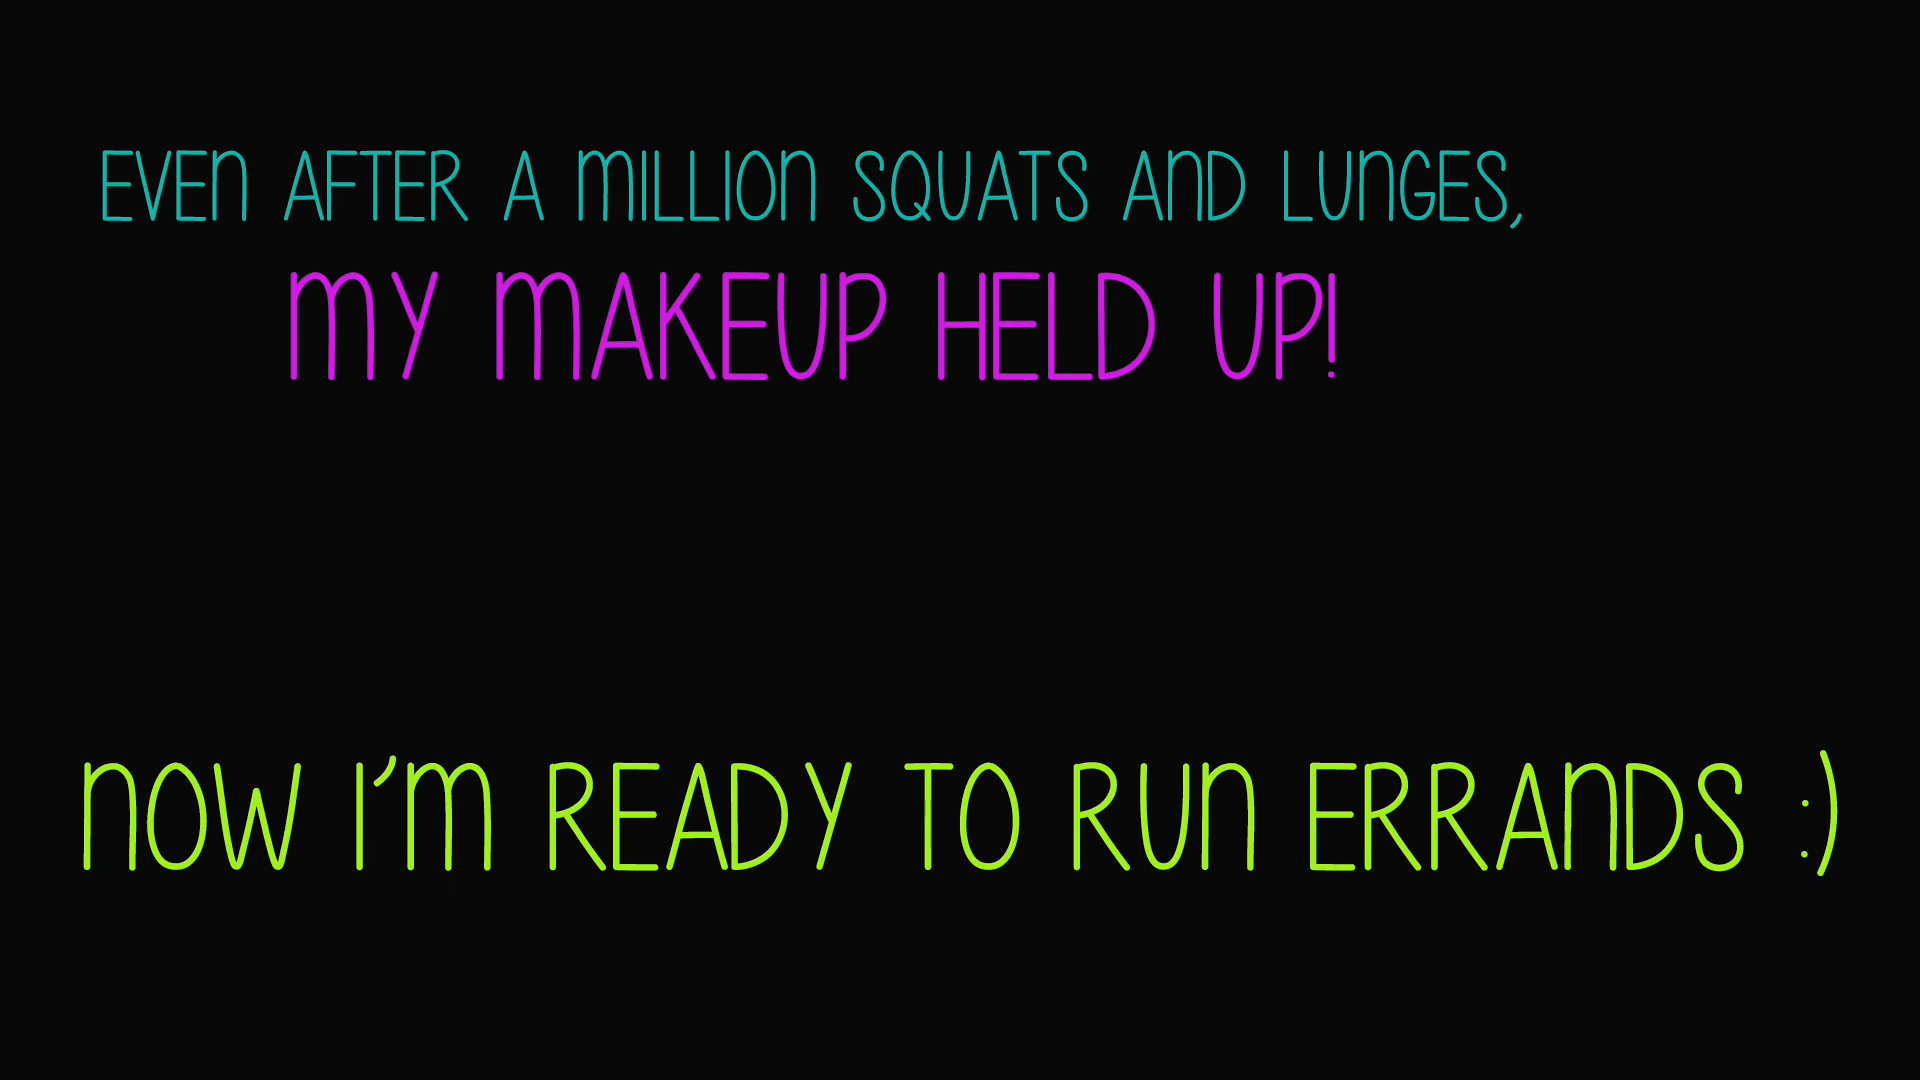 EVEN AFTER A MILLION SQUATS AND LUNGES,
MY MAKEUP HELD UP!
NOW I'M READY TO RUN ERRANDS :)